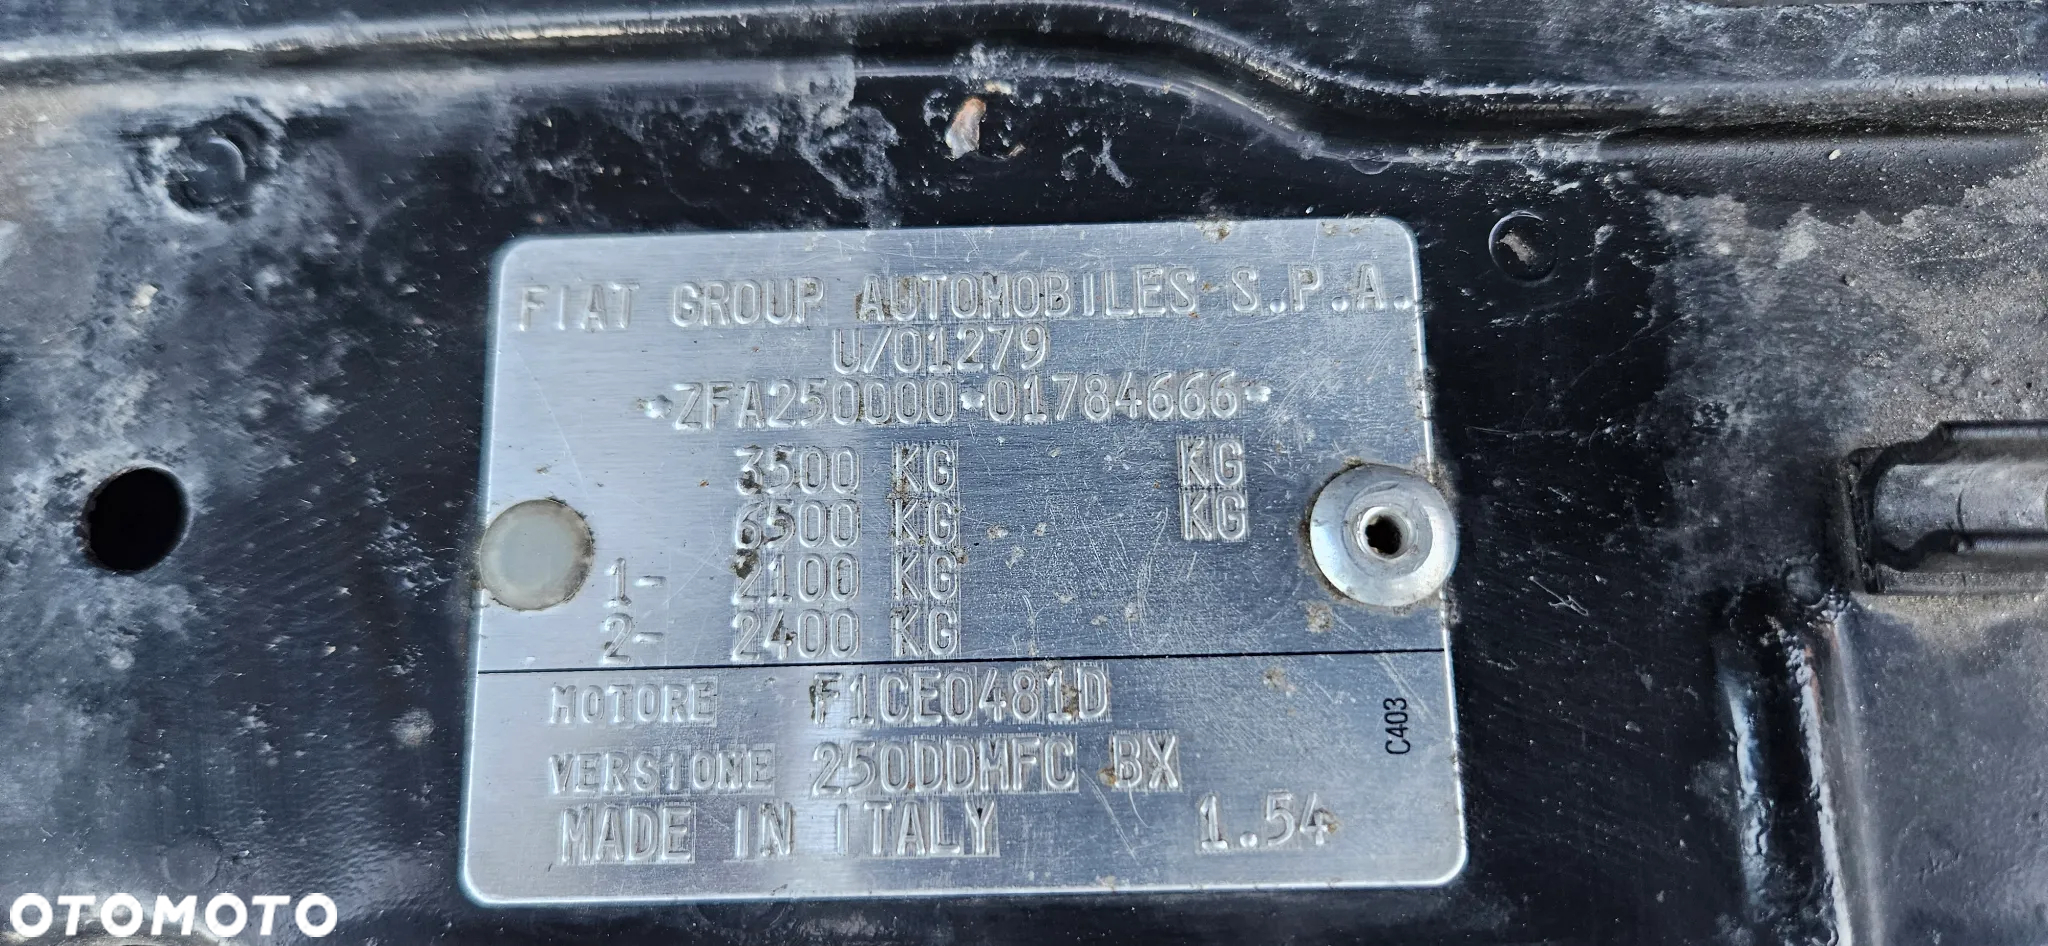 FIAT GROUP AUTOMOBILES S.P.A.
U/01279
*ZFA250000*01784666*
3500 KG KG
6500 KG KG
1- 2100 KG
2- 2400 KG
MOTORE F1CE0481D
VERSIONE 250DDMFC BX
MADE IN ITALY 1.54
C403
OTOMOTO